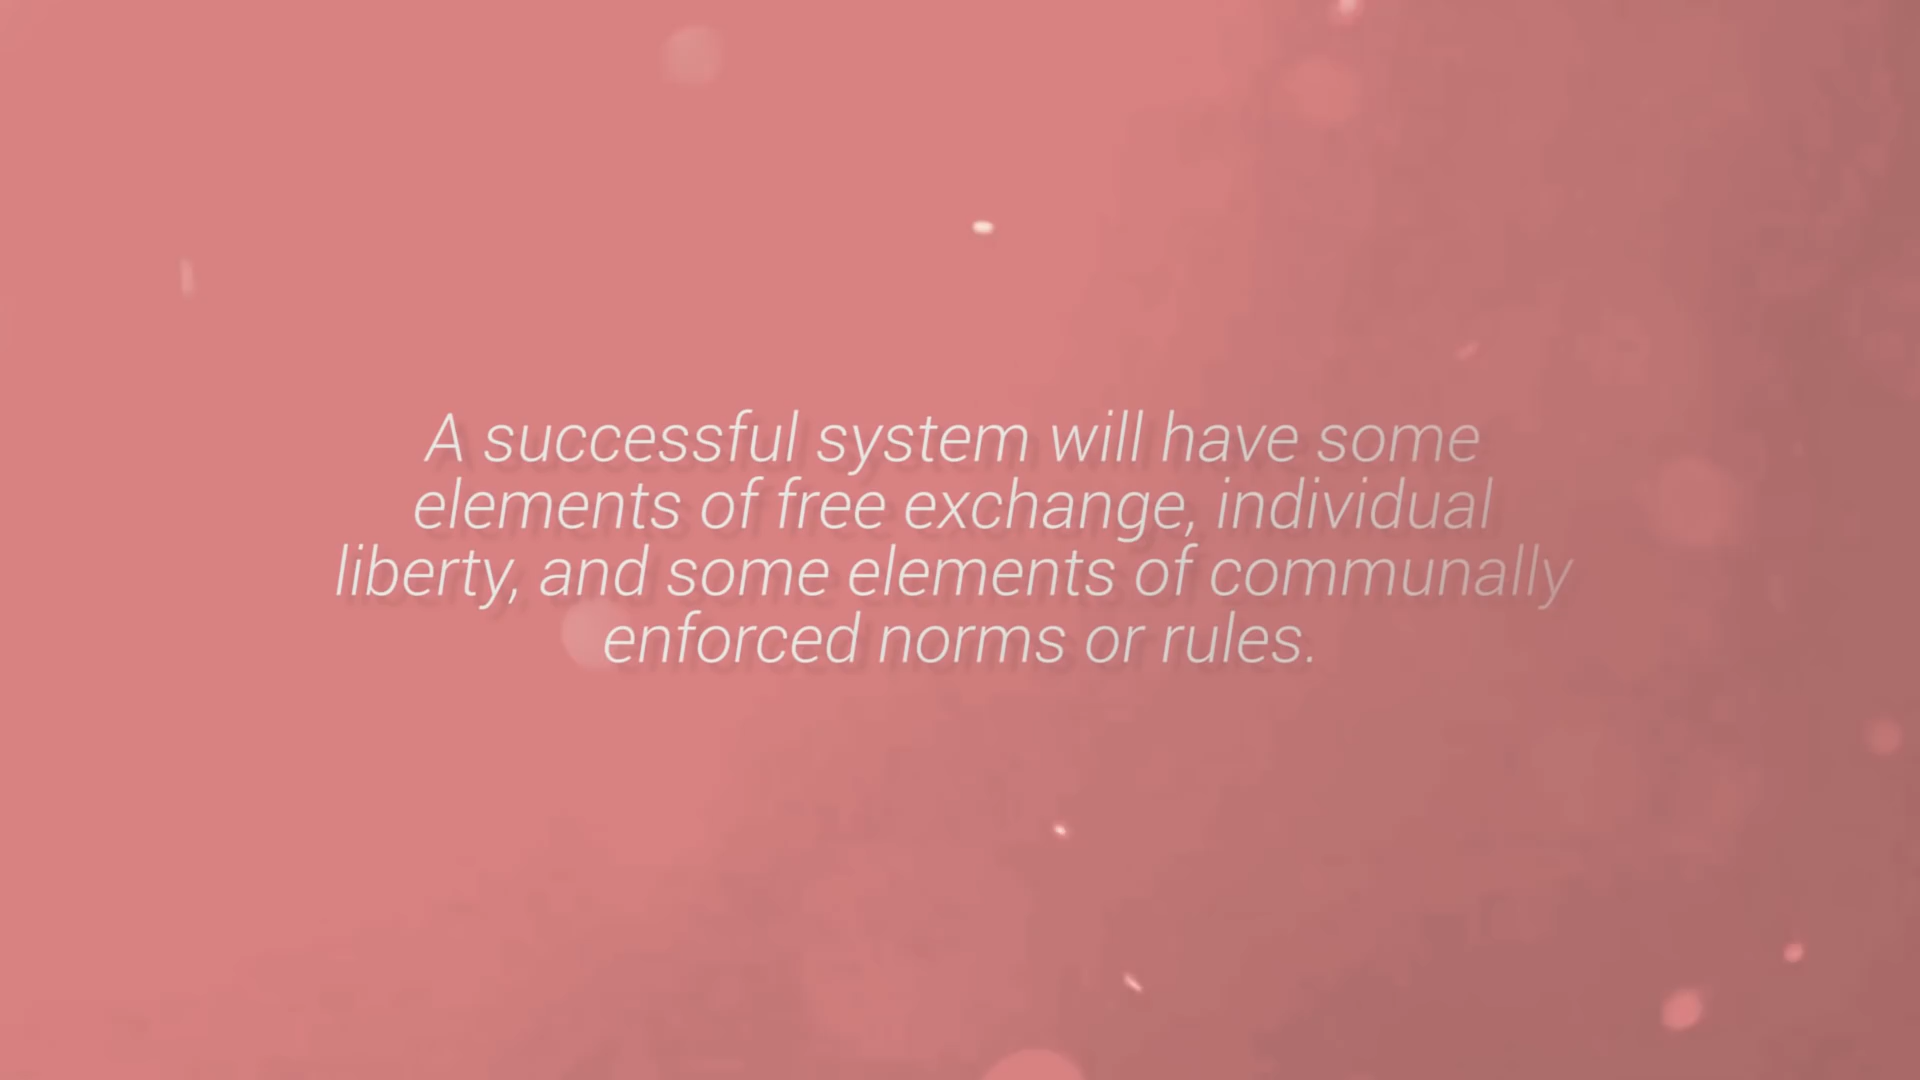 A successful system will have some
elements of free exchange, individual
liberty, and some elements of communally
enforced norms or rules.